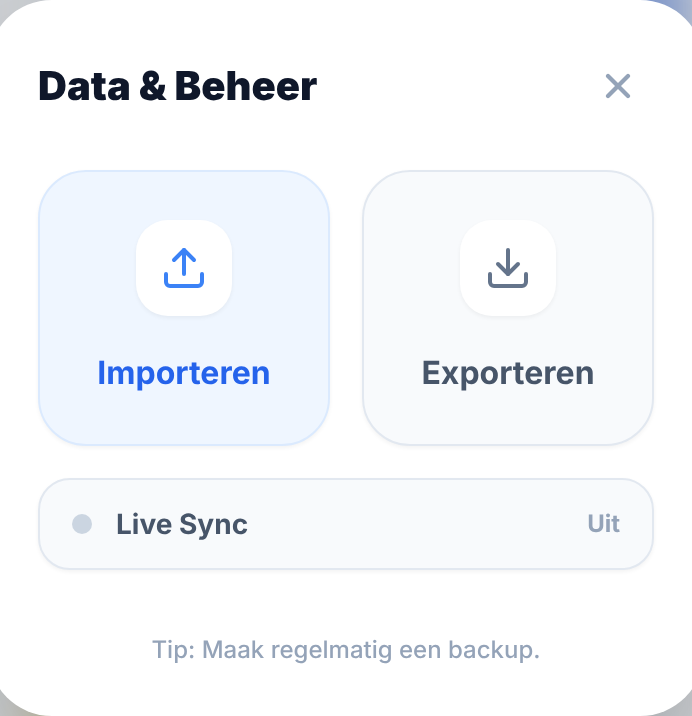 Data & Beheer
Importeren
Exporteren
Live Sync
Uit
Tip: Maak regelmatig een backup.